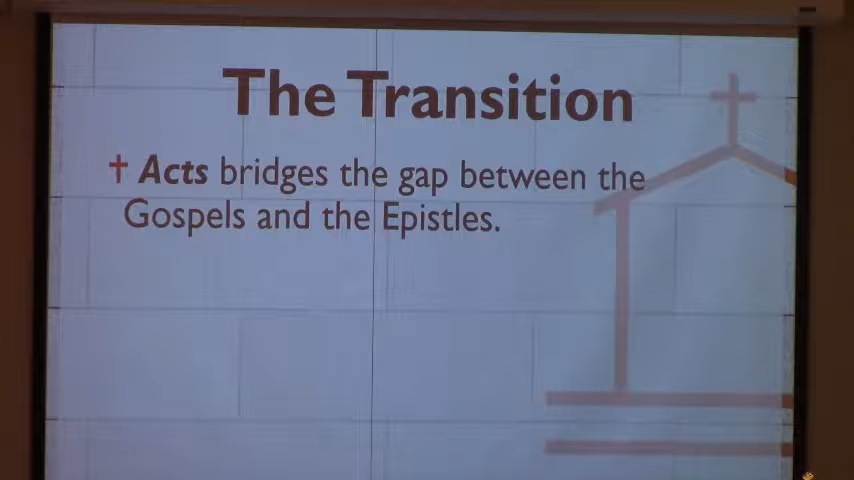 The Transition
Acts bridges the gap between the
Gospels and the Epistles.